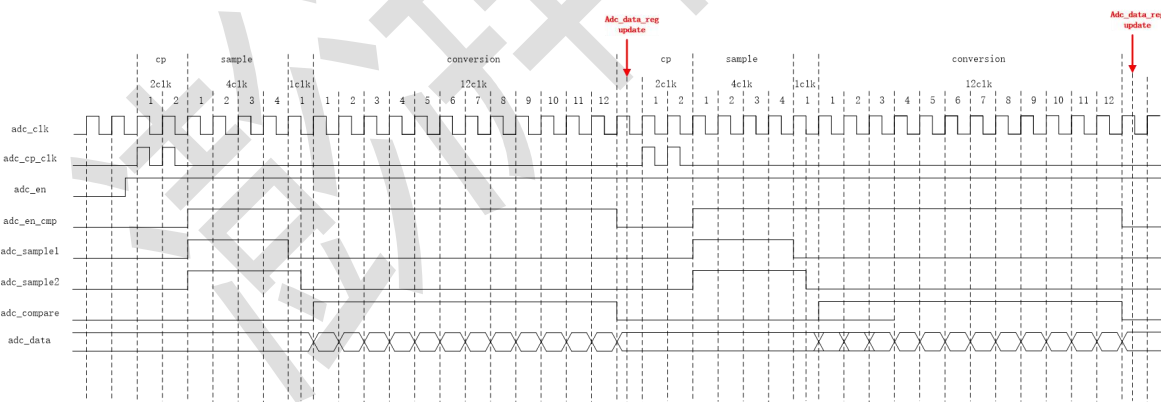 Adc_data_reg Adc_data_reg
update update
cp sample conversion cp sample conversion
2clk 4clk 1clk 12clk 2clk 4clk 1clk 12clk
1 2 1 2 3 4 1 1 2 3 4 5 6 7 8 9 10 11 12 1 2 1 2 3 4 1 1 2 3 4 5 6 7 8 9 10 11 12
adc_clk
adc_cp_clk
adc_en
adc_en_cmp
adc_sample1
adc_sample2
adc_compare
adc_data